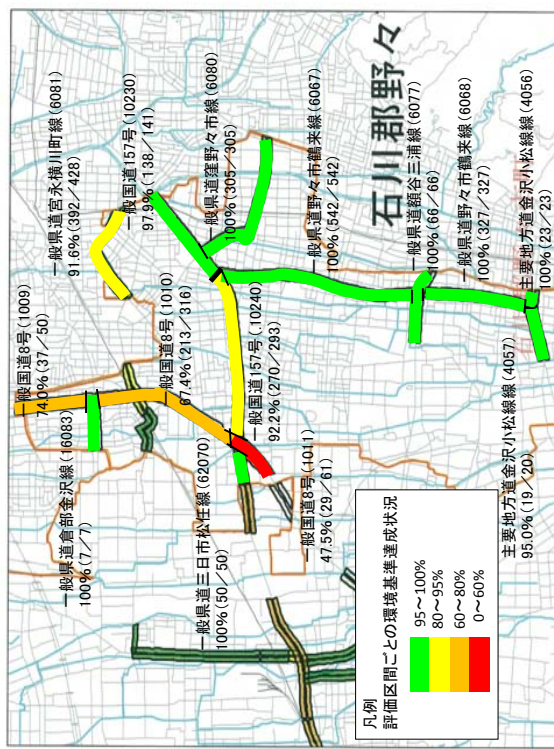 一般国道8号(1009)
74.0%(37／50)
一般県道宮永横川町線(6081)
91.6%(392／428)
一般国道157号(10230)
97.9%(138／141)
一般県道倉部金沢線(16083)
100%(7／7)
一般国道8号(1010)
67.4%(213／316)
一般県道窪野々市線(6080)
100%(305／305)
一般県道三日市松任線(62070)
100%(50／50)
一般国道157号(10240)
92.2%(270／293)
一般県道野々市鶴来線(6067)
100%(542／542)
石川郡野々
一般国道8号(1011)
47.5%(29／61)
一般県道額谷三浦線(6077)
100%(66／66)
一般県道野々市鶴来線(6068)
100%(327／327)
主要地方道金沢小松線線(4057)
95.0%(19／20)
主要地方道金沢小松線線(4056)
100%(23／23)
凡例
評価区間ごとの環境基準達成状況
95～100%
80～95%
60～80%
0～60%